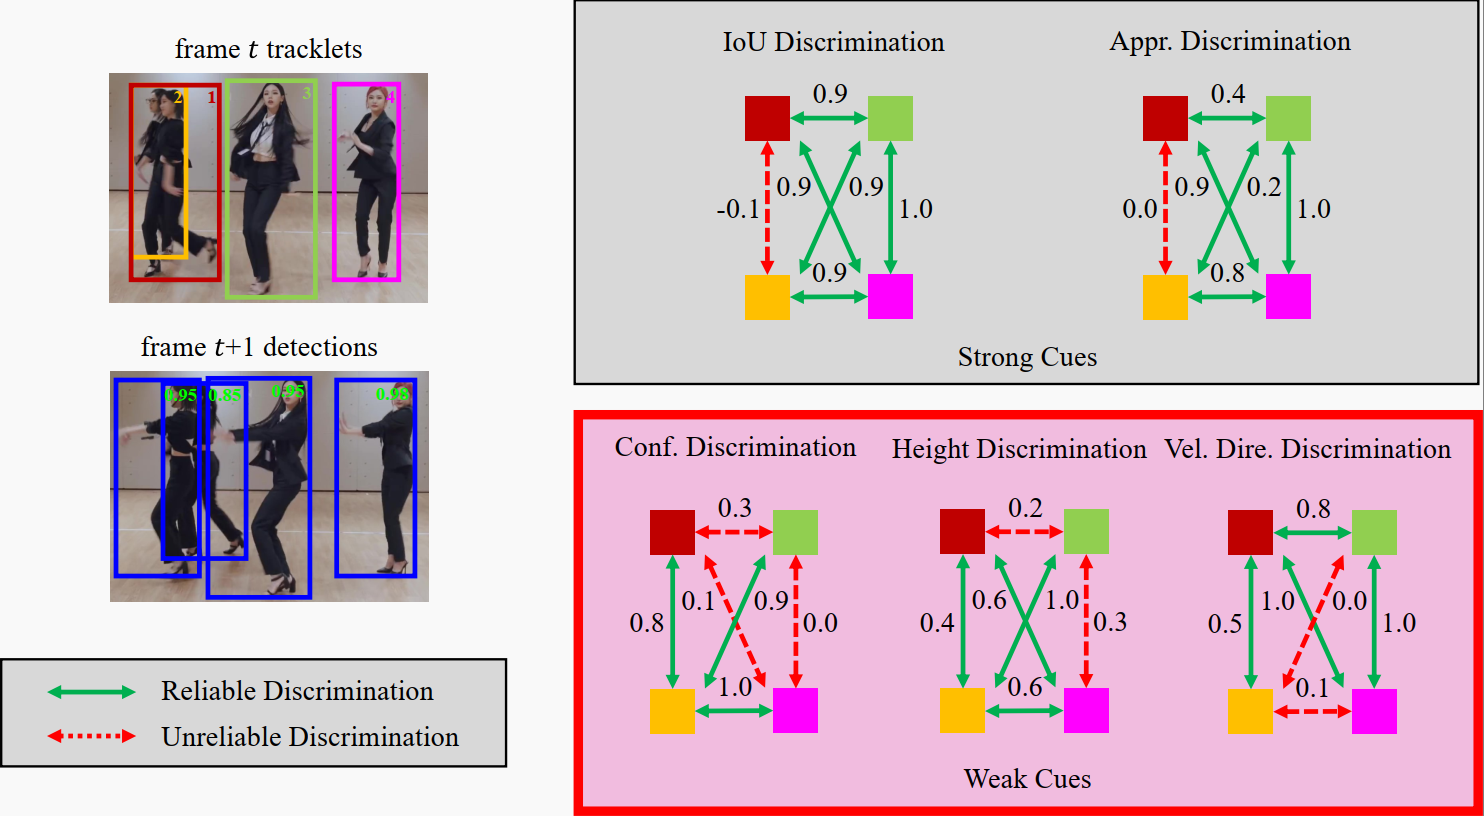 frame t tracklets
2 1 3 4
frame t+1 detections
0.95 0.85 0.95 0.95
Reliable Discrimination
Unreliable Discrimination
IoU Discrimination
0.9
0.9 0.9
-0.1 1.0
0.9
Appr. Discrimination
0.4
0.9 0.2
0.0 1.0
0.8
Strong Cues
Conf. Discrimination
0.3
0.1 0.9
0.8 0.0
1.0
Height Discrimination
0.2
0.6 1.0
0.4 0.3
0.6
Vel. Dire. Discrimination
0.8
1.0 0.0
0.5 1.0
0.1
Weak Cues